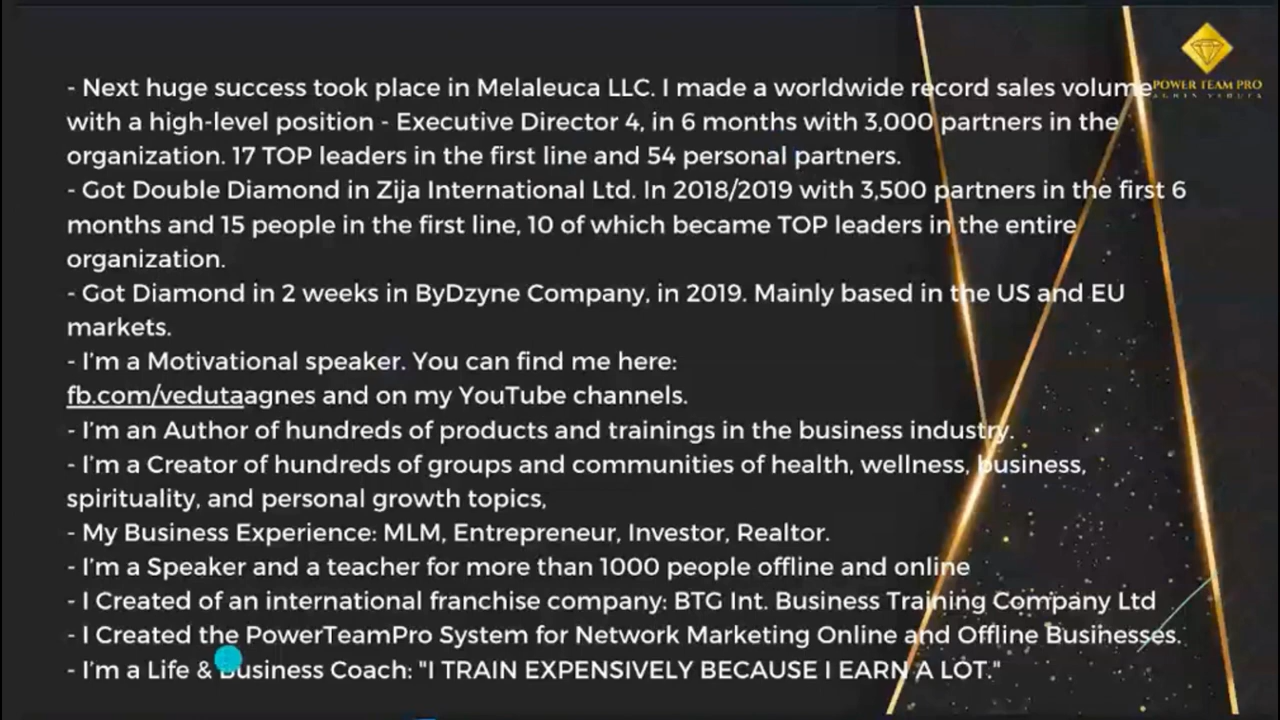 - Next huge success took place in Melaleuca LLC. I made a worldwide record sales volume
with a high-level position - Executive Director 4, in 6 months with 3,000 partners in the
organization. 17 TOP leaders in the first line and 54 personal partners.
- Got Double Diamond in Zija International Ltd. In 2018/2019 with 3,500 partners in the first 6
months and 15 people in the first line, 10 of which became TOP leaders in the entire
organization.
- Got Diamond in 2 weeks in ByDzyne Company, in 2019. Mainly based in the US and EU
markets.
- I'm a Motivational speaker. You can find me here:
fb.com/vedutaagnes and on my YouTube channels.
- I'm an Author of hundreds of products and trainings in the business industry.
- I'm a Creator of hundreds of groups and communities of health, wellness, business,
spirituality, and personal growth topics,
- My Business Experience: MLM, Entrepreneur, Investor, Realtor.
- I'm a Speaker and a teacher for more than 1000 people offline and online
- I Created of an international franchise company: BTG Int. Business Training Company Ltd
- I Created the PowerTeamPro System for Network Marketing Online and Offline Businesses.
- I'm a Life & Business Coach: "I TRAIN EXPENSIVELY BECAUSE I EARN A LOT."
POWER TEAM PRO